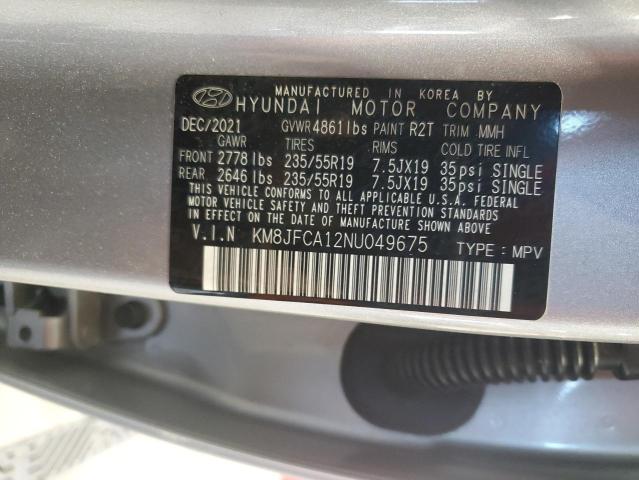 MANUFACTURED IN KOREA BY
HYUNDAI MOTOR COMPANY
DEC/2021 GVWR 4861lbs PAINT R2T TRIM MMH
GAWR TIRES RIMS COLD TIRE INFL
FRONT 2778 lbs 235/55R19 7.5JX19 35psi SINGLE
REAR 2646 lbs 235/55R19 7.5JX19 35psi SINGLE
THIS VEHICLE CONFORMS TO ALL APPLICABLE U.S.A. FEDERAL
MOTOR VEHICLE SAFETY, BUMPER, AND THEFT PREVENTION STANDARDS
IN EFFECT ON THE DATE OF MANUFACTURE SHOWN ABOVE.
V.I.N KM8JFCA12NU049675 TYPE : MPV